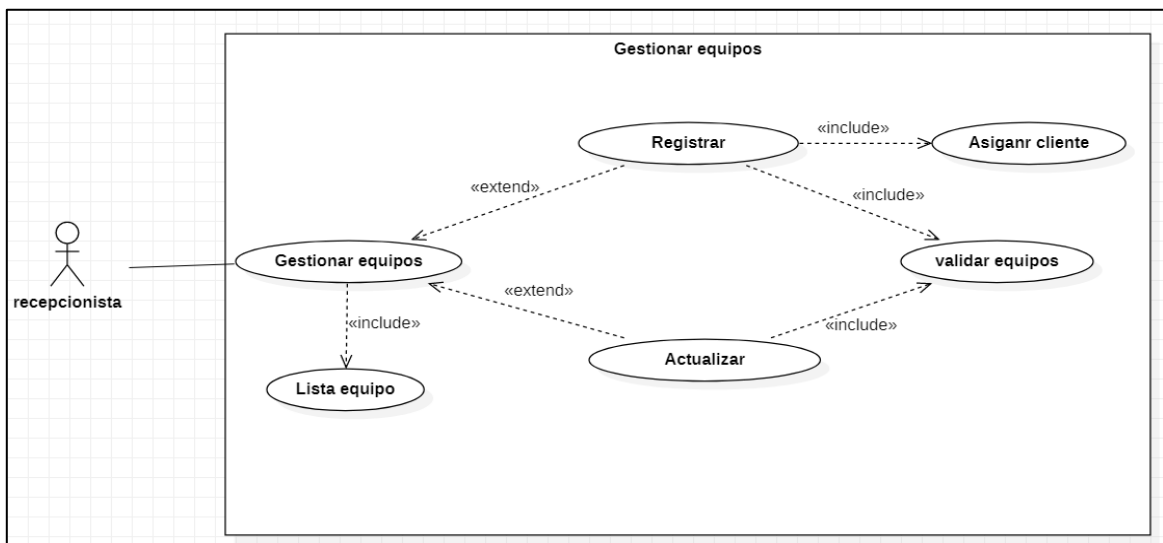 Gestionar equipos
Registrar
«include»
Asiganr cliente
«extend»
«include»
Gestionar equipos
validar equipos
recepcionista
«extend»
«include»
«include»
Actualizar
Lista equipo